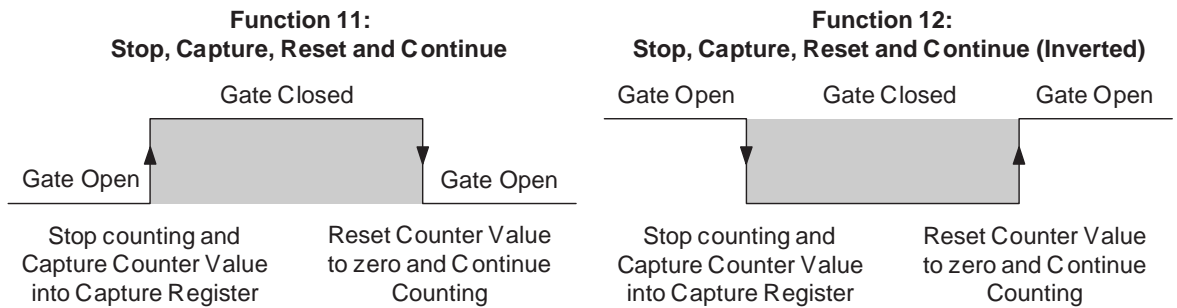 Function 11:
Stop, Capture, Reset and Continue
Gate Closed
Gate Open
Gate Open
Stop counting and
Capture Counter Value
into Capture Register
Reset Counter Value
to zero and Continue
Counting
Function 12:
Stop, Capture, Reset and Continue (Inverted)
Gate Open
Gate Closed
Gate Open
Stop counting and
Capture Counter Value
into Capture Register
Reset Counter Value
to zero and Continue
Counting